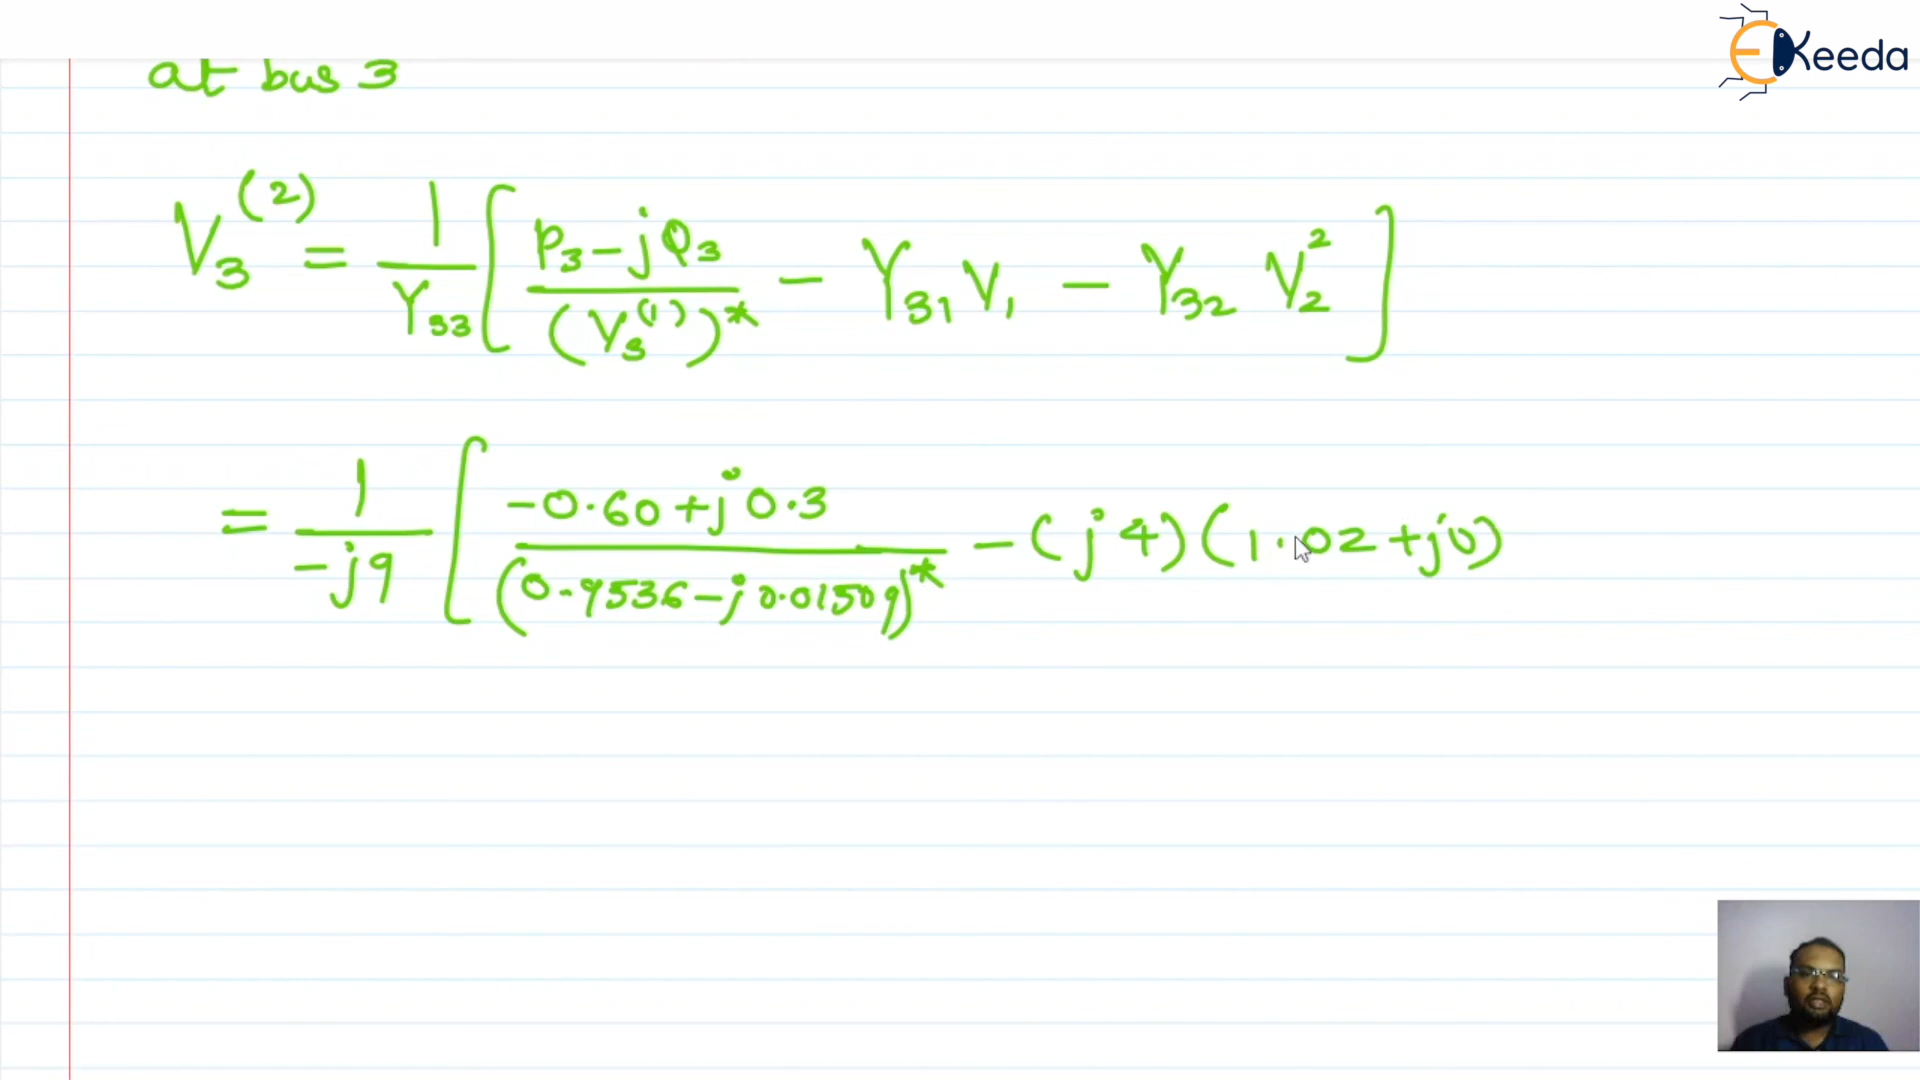 EKeeda
at bus 3
V₃⁽²⁾ = 1/Y₃₃ [ (P₃ - jQ₃)/(V₃⁽¹⁾)* - Y₃₁ V₁ - Y₃₂ V₂² ]
= 1/(-j9) [ (-0.60 + j0.3)/(0.9536 - j0.01509)* - (j4)(1.02 + j0)